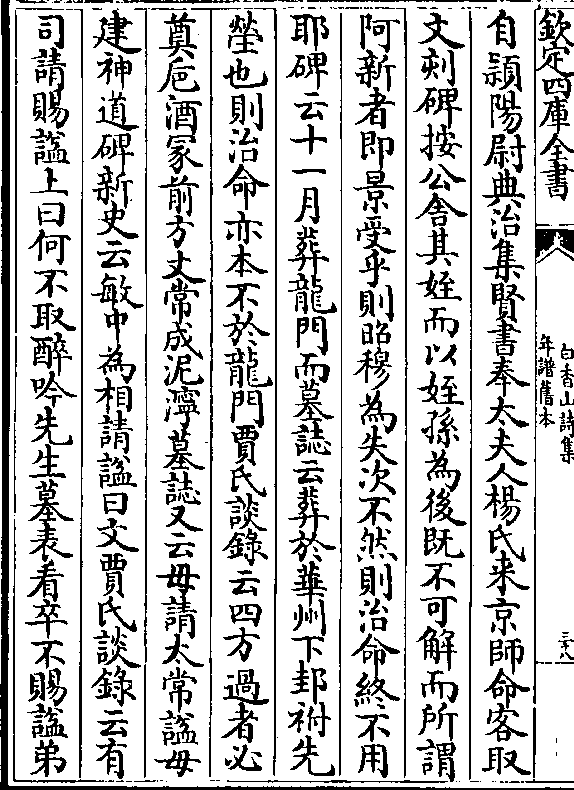 欽定四庫全書
白香山詩集
年譜舊本
三十八
自潁陽尉典治集賢書奉太夫人楊氏来京師命客取
文刻碑按公舎其姪而以姪孫為後既不可解而所謂
阿新者即景受乎則昭穆為失次不然則治命終不用
耶碑云十一月葬龍門而墓誌云葬於華州下邽祔先
塋也則治命亦本不於龍門賈氏談錄云四方過者必
奠巵酒冢前方丈常成泥濘墓誌又云毋請太常諡毋
建神道碑新史云敏中為相請諡曰文賈氏談錄云有
司請賜諡上曰何不取醉吟先生墓表看卒不賜諡弟